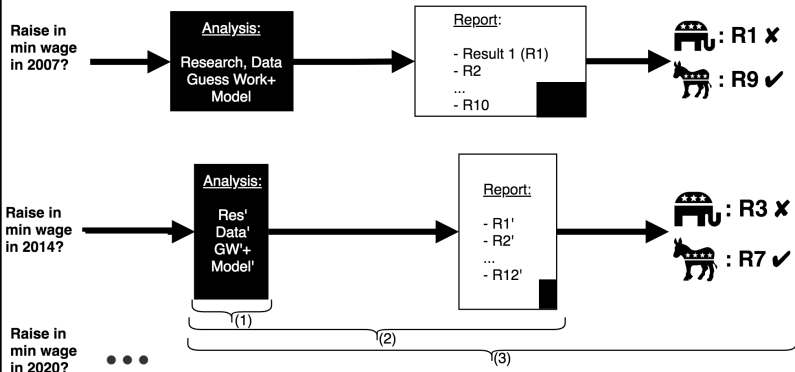 Raise in
min wage
in 2007?
Analysis:
Research, Data
Guess Work+
Model
Report:
- Result 1 (R1)
- R2
...
- R10
: R1 ✘
: R9 ✔
Raise in
min wage
in 2014?
Analysis:
Res'
Data'
GW'+
Model'
Report:
- R1'
- R2'
...
- R12'
: R3 ✘
: R7 ✔
(1)
(2)
(3)
Raise in
min wage
in 2020?